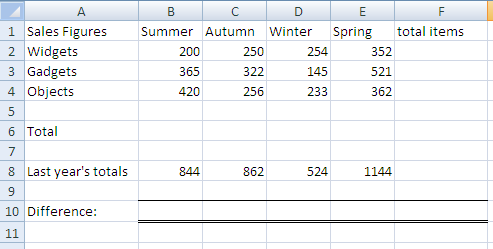 A B C D E F
1 Sales Figures Summer Autumn Winter Spring total items
2 Widgets 200 250 254 352
3 Gadgets 365 322 145 521
4 Objects 420 256 233 362
5
6 Total
7
8 Last year's totals 844 862 524 1144
9
10 Difference:
11